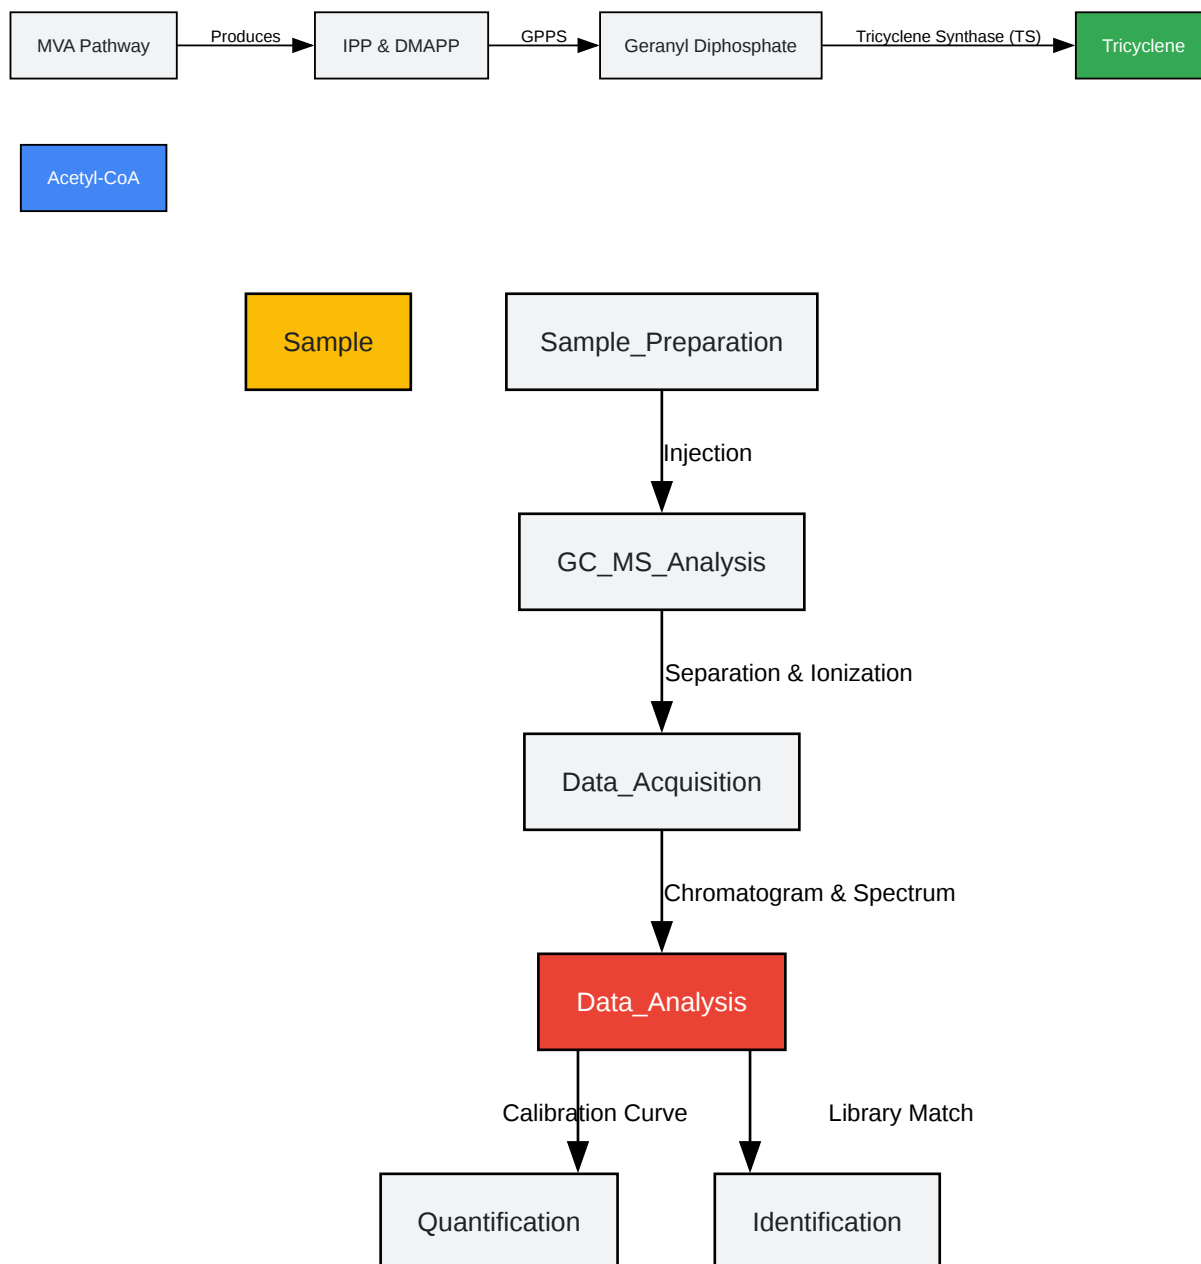 MVA Pathway
Produces
IPP & DMAPP
GPPS
Geranyl Diphosphate
Tricyclene Synthase (TS)
Tricyclene
Acetyl-CoA
Sample
Sample_Preparation
Injection
GC_MS_Analysis
Separation & Ionization
Data_Acquisition
Chromatogram & Spectrum
Data_Analysis
Calibration Curve
Library Match
Quantification
Identification